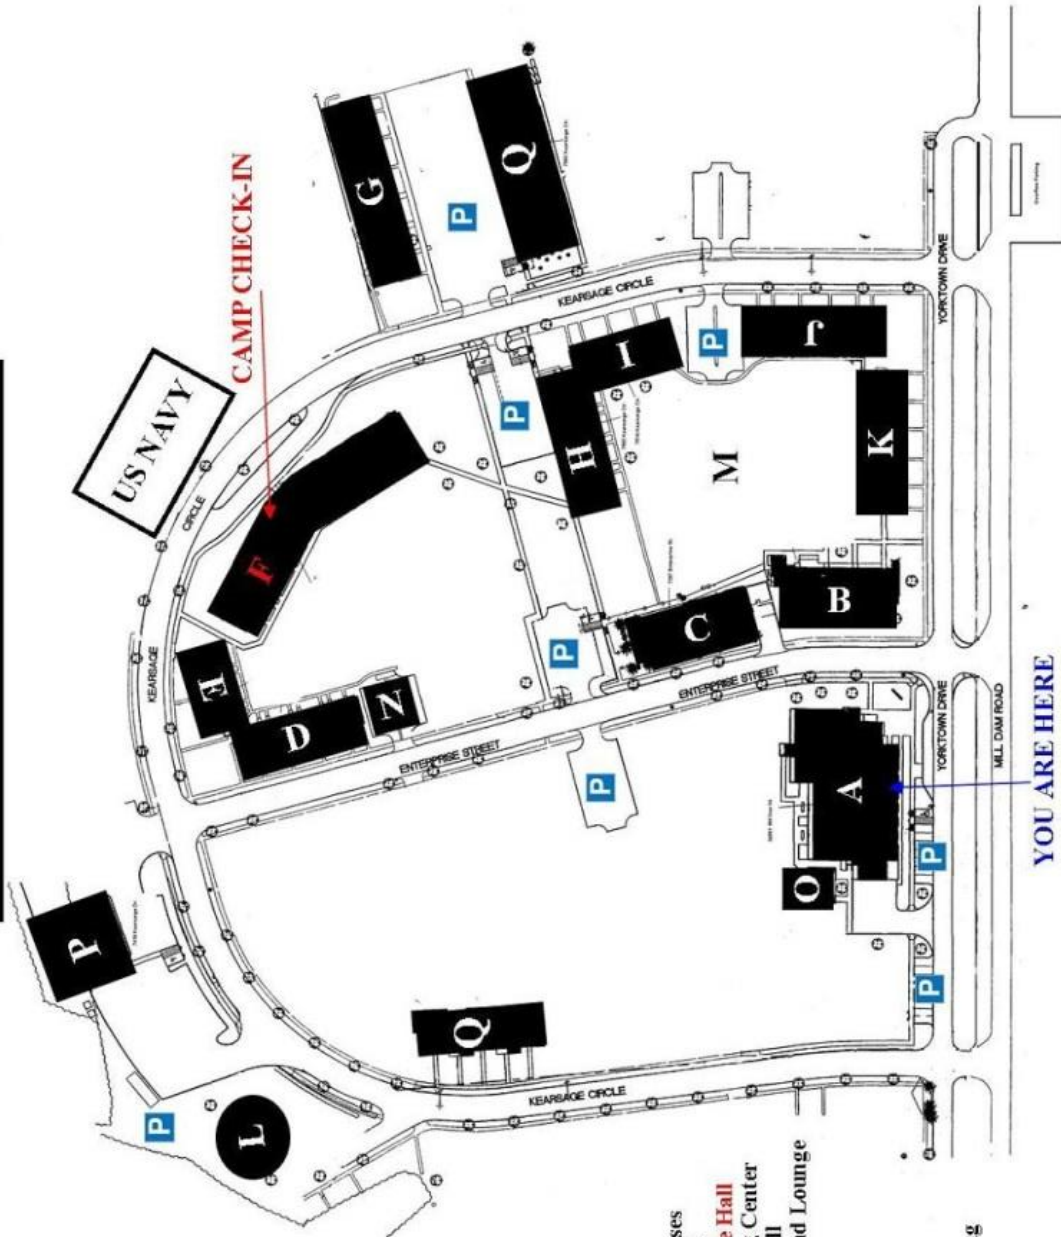 US NAVY
CAMP CHECK-IN
G
Q
P
KEARSAGE CIRCLE
P
P
I
J
H
M
K
F
CIRCLE
KEARSAGE
E
D
N
C
B
P
ENTERPRISE STREET
ENTERPRISE STREET
P
A
O
P
P
YORKTOWN DRIVE
YORKTOWN DRIVE
MILL DAM ROAD
YOU ARE HERE
P
P
L
Q
KEARSAGE CIRCLE
Hall
Center
Lounge